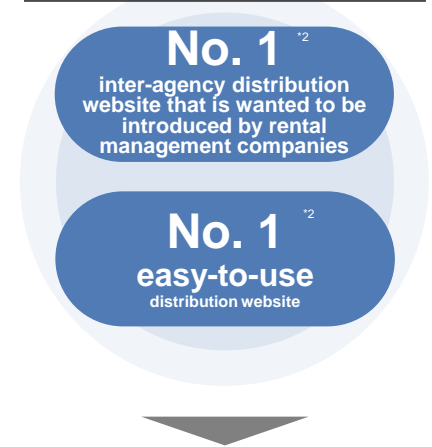 No. 1 *2
inter-agency distribution
website that is wanted to be
introduced by rental
management companies
No. 1 *2
easy-to-use
distribution website